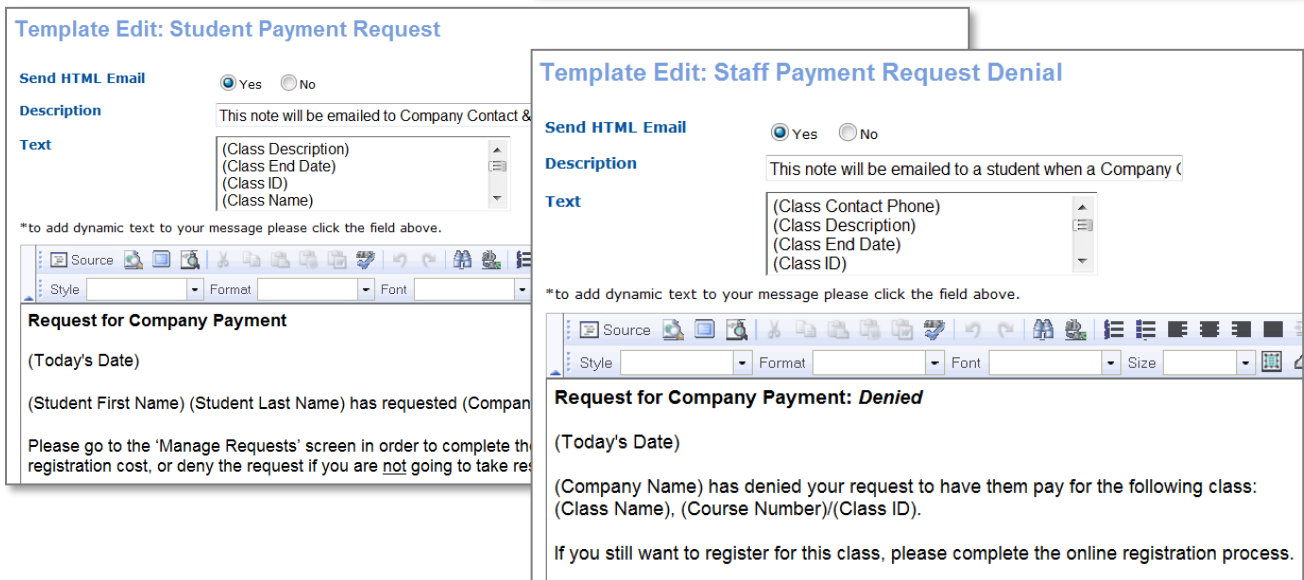 Template Edit: Student Payment Request
Send HTML Email Yes No
Description This note will be emailed to Company Contact &
Text (Class Description)
(Class End Date)
(Class ID)
(Class Name)
*to add dynamic text to your message please click the field above.
Source
Style Format Font
Request for Company Payment
(Today's Date)
(Student First Name) (Student Last Name) has requested (Compan
Please go to the ‘Manage Requests’ screen in order to complete the
registration cost, or deny the request if you are not going to take res
Template Edit: Staff Payment Request Denial
Send HTML Email Yes No
Description This note will be emailed to a student when a Company
Text (Class Contact Phone)
(Class Description)
(Class End Date)
(Class ID)
*to add dynamic text to your message please click the field above.
Source
Style Format Font Size
Request for Company Payment: Denied
(Today's Date)
(Company Name) has denied your request to have them pay for the following class:
(Class Name), (Course Number)/(Class ID).
If you still want to register for this class, please complete the online registration process.